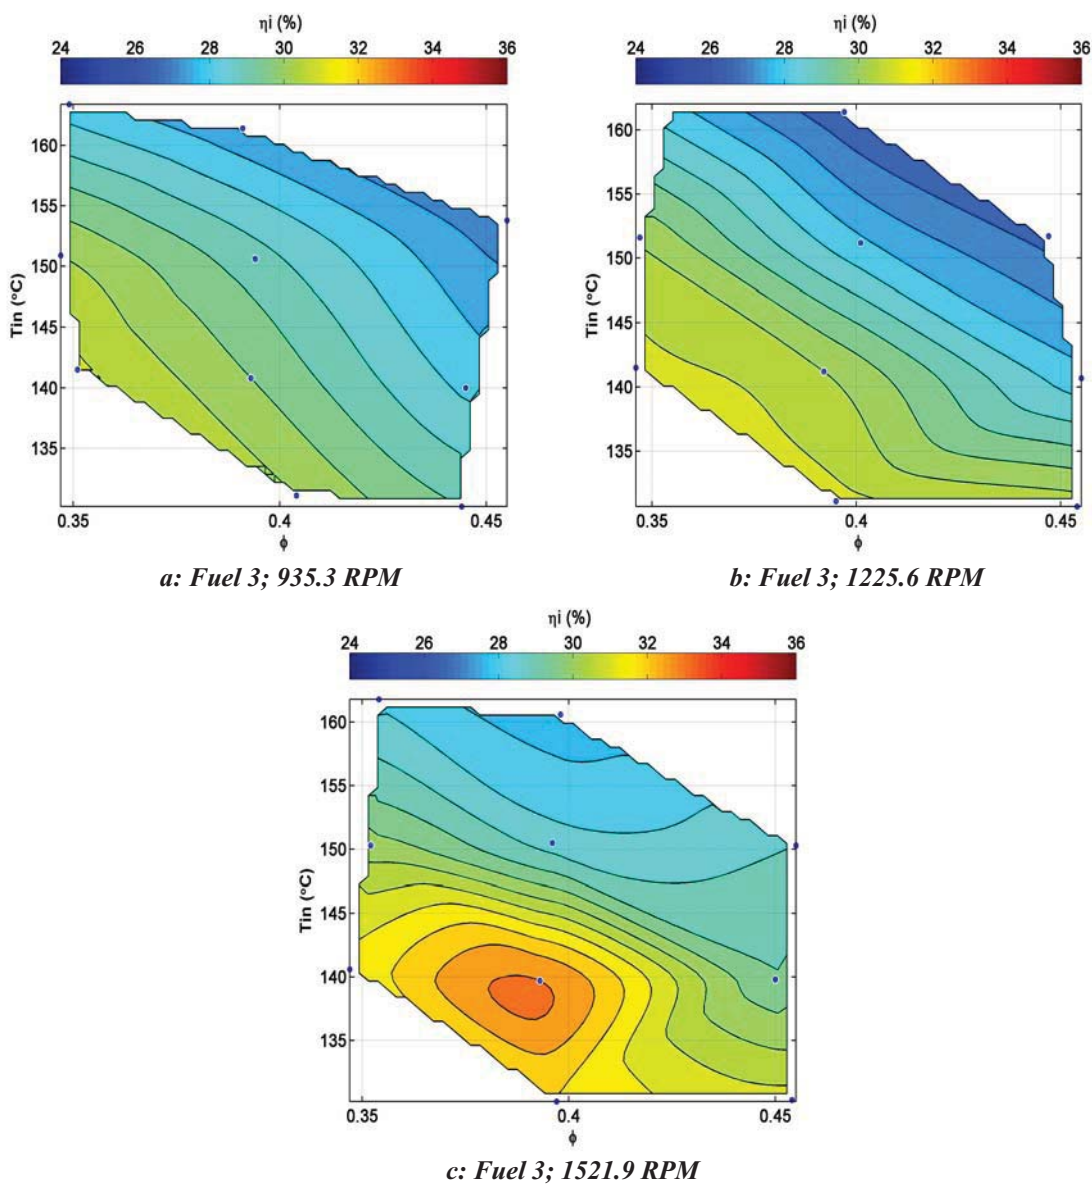 ηi (%)
24 26 28 30 32 34 36
160
155
150
145
140
135
Tin (°C)
0.35 0.4 0.45
ϕ
a: Fuel 3; 935.3 RPM
ηi (%)
24 26 28 30 32 34 36
160
155
150
145
140
135
Tin (°C)
0.35 0.4 0.45
ϕ
b: Fuel 3; 1225.6 RPM
ηi (%)
24 26 28 30 32 34 36
160
155
150
145
140
135
Tin (°C)
0.35 0.4 0.45
ϕ
c: Fuel 3; 1521.9 RPM